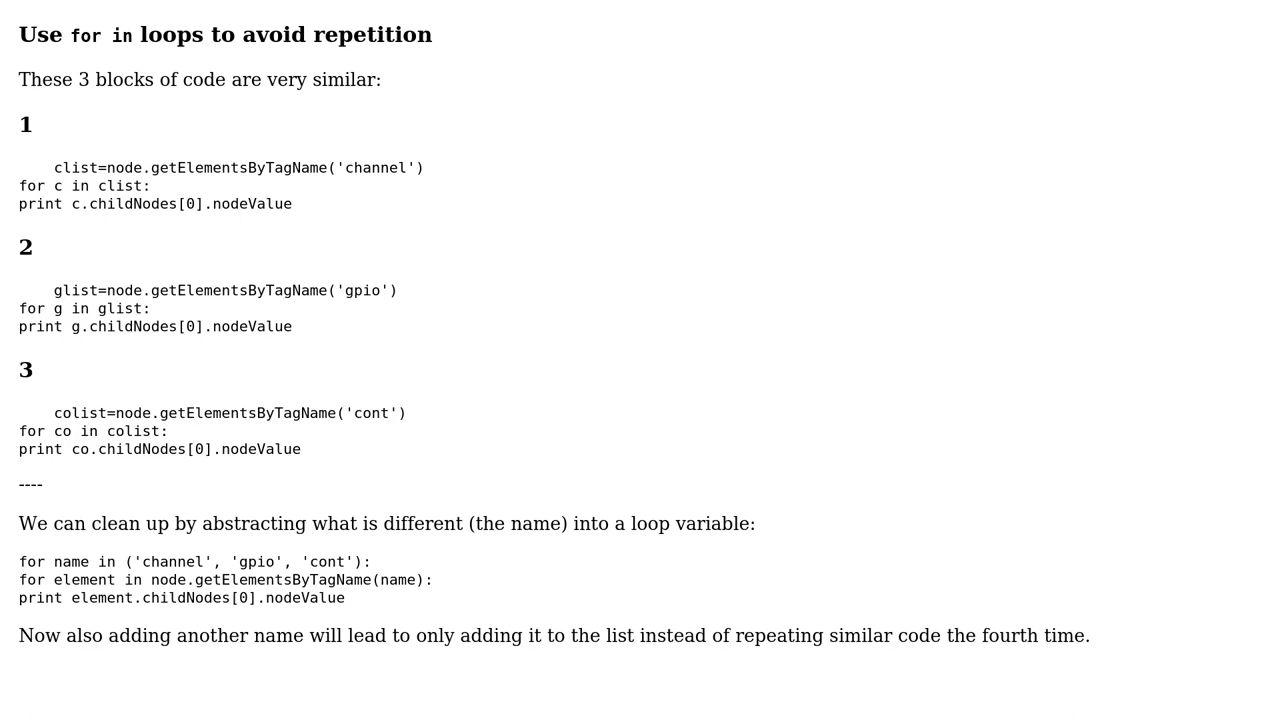 Use for in loops to avoid repetition
These 3 blocks of code are very similar:
1
    clist=node.getElementsByTagName('channel')
for c in clist:
print c.childNodes[0].nodeValue
2
    glist=node.getElementsByTagName('gpio')
for g in glist:
print g.childNodes[0].nodeValue
3
    colist=node.getElementsByTagName('cont')
for co in colist:
print co.childNodes[0].nodeValue
----
We can clean up by abstracting what is different (the name) into a loop variable:
for name in ('channel', 'gpio', 'cont'):
for element in node.getElementsByTagName(name):
print element.childNodes[0].nodeValue
Now also adding another name will lead to only adding it to the list instead of repeating similar code the fourth time.